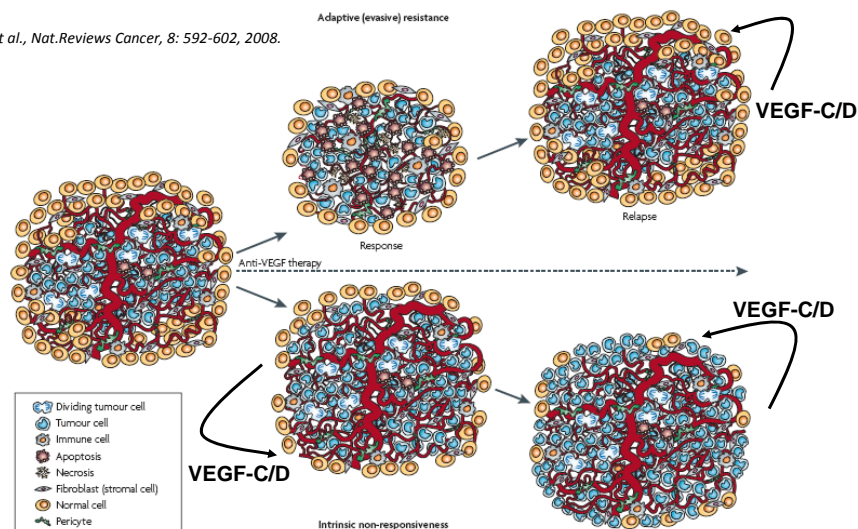 Adaptive (evasive) resistance
t al., Nat.Reviews Cancer, 8: 592-602, 2008.
VEGF-C/D
Relapse
Response
Anti-VEGF therapy
VEGF-C/D
VEGF-C/D
Dividing tumour cell
Tumour cell
Immune cell
Apoptosis
Necrosis
Fibroblast (stromal cell)
Normal cell
Pericyte
Intrinsic non-responsiveness